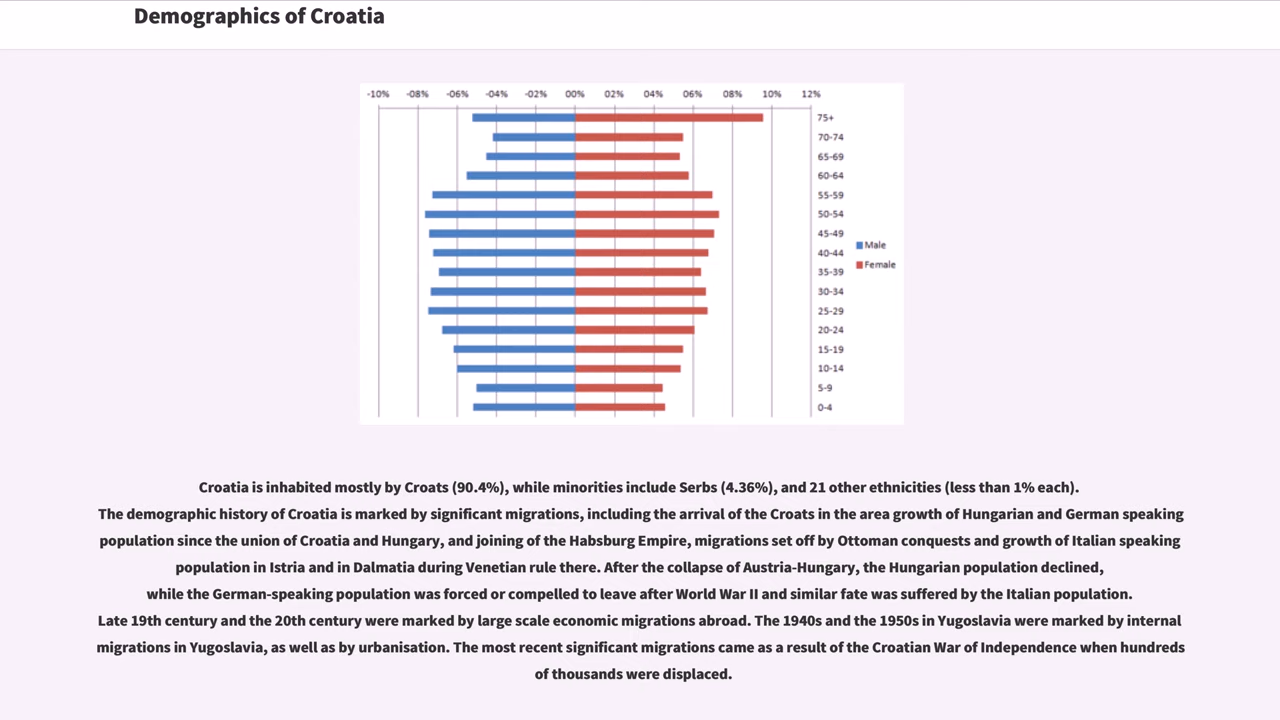 Demographics of Croatia
-10% -08% -06% -04% -02% 00% 02% 04% 06% 08% 10% 12%
75+
70-74
65-69
60-64
55-59
50-54
45-49
Male
40-44
Female
35-39
30-34
25-29
20-24
15-19
10-14
5-9
0-4
Croatia is inhabited mostly by Croats (90.4%), while minorities include Serbs (4.36%), and 21 other ethnicities (less than 1% each).
The demographic history of Croatia is marked by significant migrations, including the arrival of the Croats in the area growth of Hungarian and German speaking
population since the union of Croatia and Hungary, and joining of the Habsburg Empire, migrations set off by Ottoman conquests and growth of Italian speaking
population in Istria and in Dalmatia during Venetian rule there. After the collapse of Austria-Hungary, the Hungarian population declined,
while the German-speaking population was forced or compelled to leave after World War II and similar fate was suffered by the Italian population.
Late 19th century and the 20th century were marked by large scale economic migrations abroad. The 1940s and the 1950s in Yugoslavia were marked by internal
migrations in Yugoslavia, as well as by urbanisation. The most recent significant migrations came as a result of the Croatian War of Independence when hundreds
of thousands were displaced.